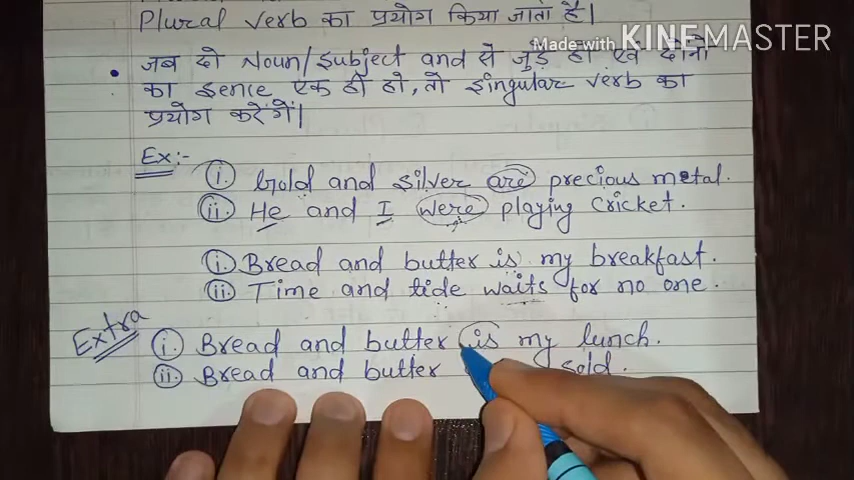 Plural verb का प्रयोग किया जाता है।
Made with KINEMASTER
• जब दो Noun/subject and से जुड़े हो एवं दोनों
का sence एक ही हो, तो singular verb का
प्रयोग करेंगें।
Ex:-
i. Gold and silver are precious metal.
ii. He and I were playing cricket.
i. Bread and butter is my breakfast.
ii. Time and tide waits for no one.
Extra
i. Bread and butter is my lunch.
ii. Bread and butter sold.